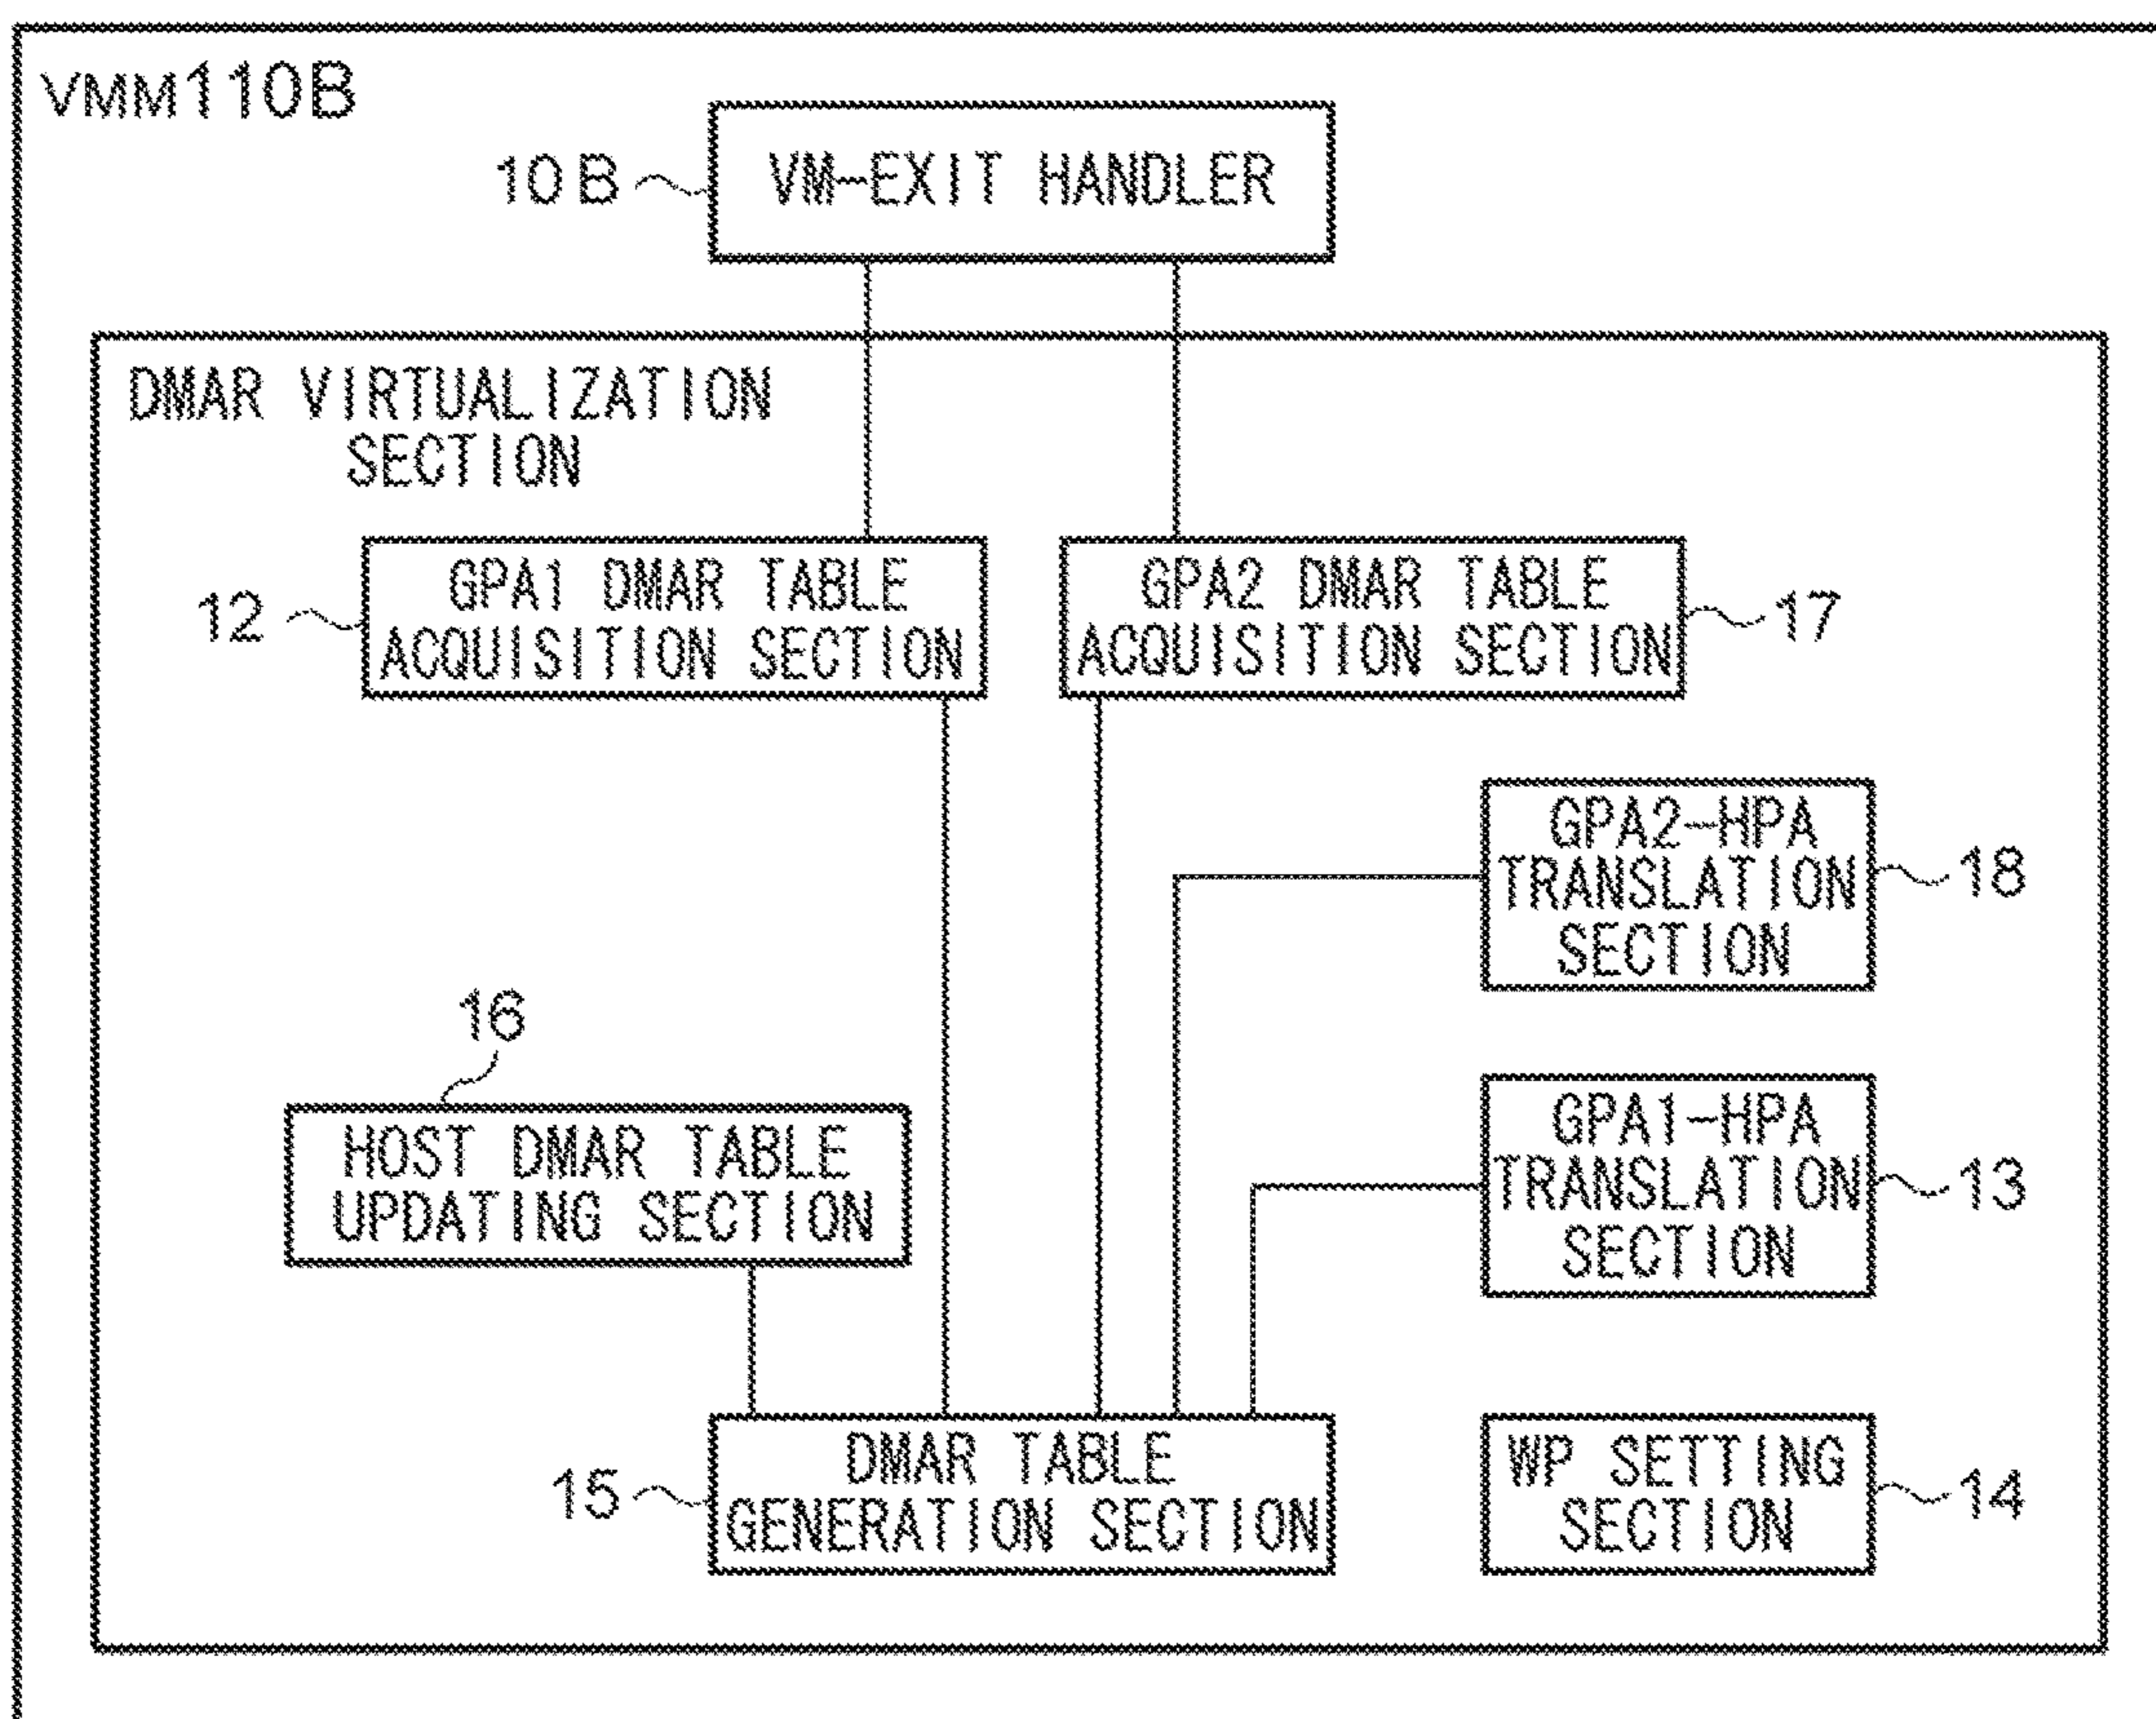 VMM110B
10B
VM-EXIT HANDLER
DMAR VIRTUALIZATION
SECTION
12
GPA1 DMAR TABLE
ACQUISITION SECTION
GPA2 DMAR TABLE
ACQUISITION SECTION
17
GPA2-HPA
TRANSLATION
SECTION
18
16
HOST DMAR TABLE
UPDATING SECTION
GPA1-HPA
TRANSLATION
SECTION
13
15
DMAR TABLE
GENERATION SECTION
WP SETTING
SECTION
14